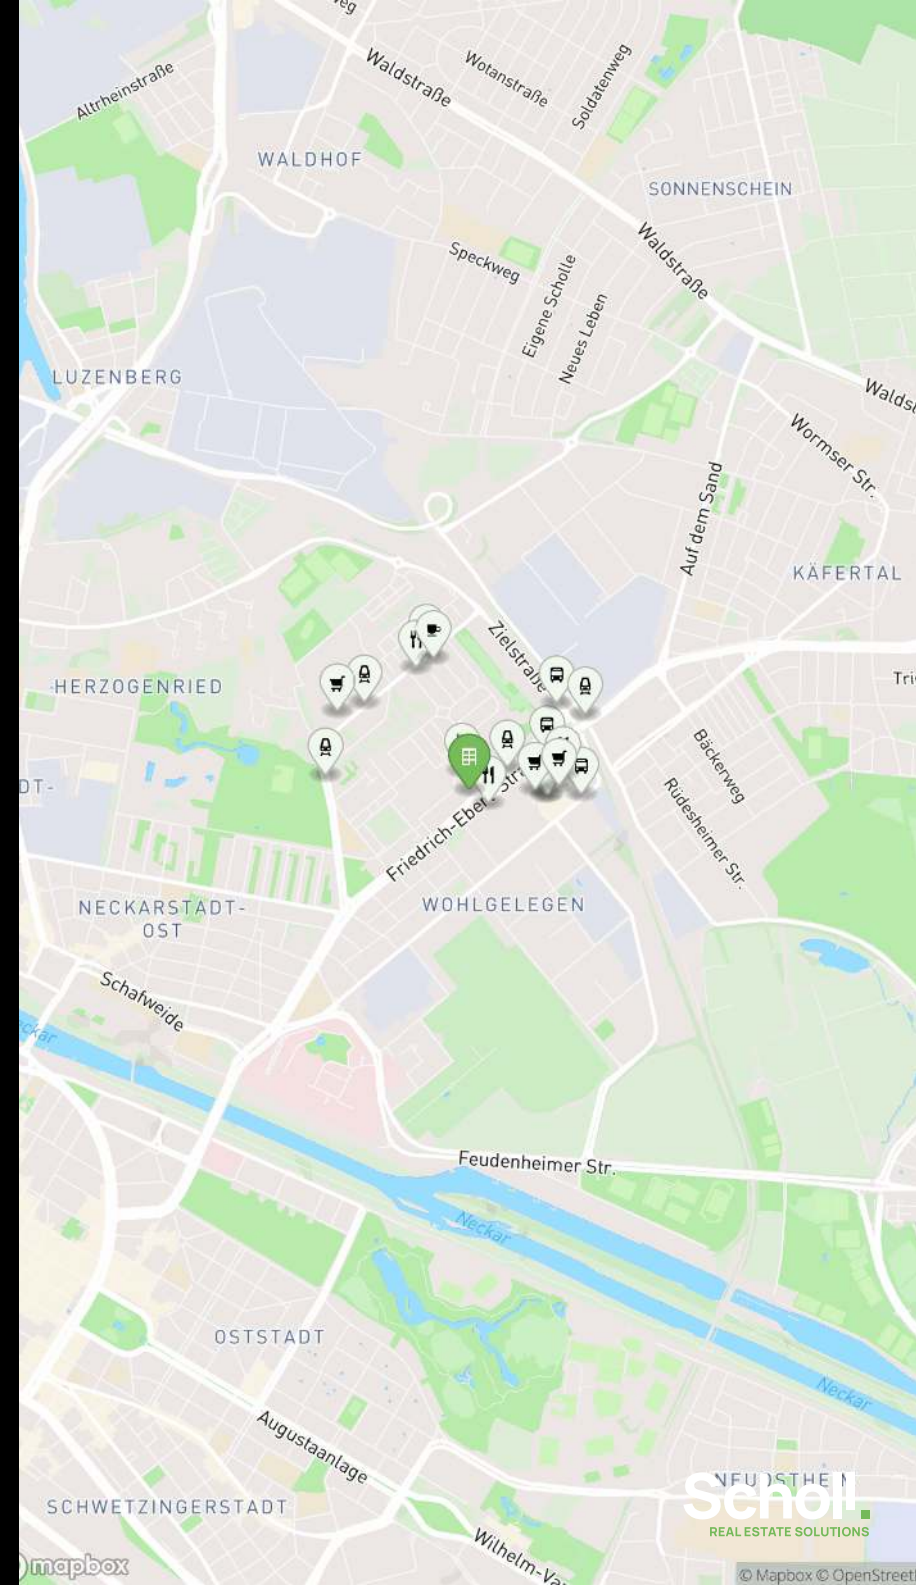 Waldstraße
Wotanstraße
Soldatenweg
Altrheinstraße
WALDHOF
SONNENSCHEIN
Speckweg
Eigene Scholle
Neues Leben
Waldstraße
LUZENBERG
Wormser Str.
Auf dem Sand
KÄFERTAL
Zielstraße
HERZOGENRIED
Bäckerweg
Rüdesheimer Str.
Friedrich-Ebert-Stra
NECKARSTADT-
OST
WOHLGELEGEN
Schafweide
Feudenheimer Str.
Neckar
OSTSTADT
Neckar
Augustaanlage
SCHWETZINGERSTADT
Scholl.
REAL ESTATE SOLUTIONS
mapbox
© Mapbox © OpenStreet